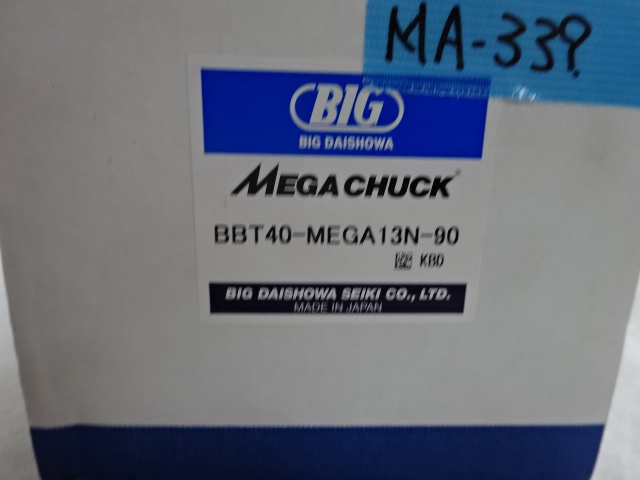 MA-339.
BIG
BIG DAISHOWA
MEGA CHUCK
BBT40-MEGA13N-90
KBD
BIG DAISHOWA SEIKI CO., LTD.
MADE IN JAPAN